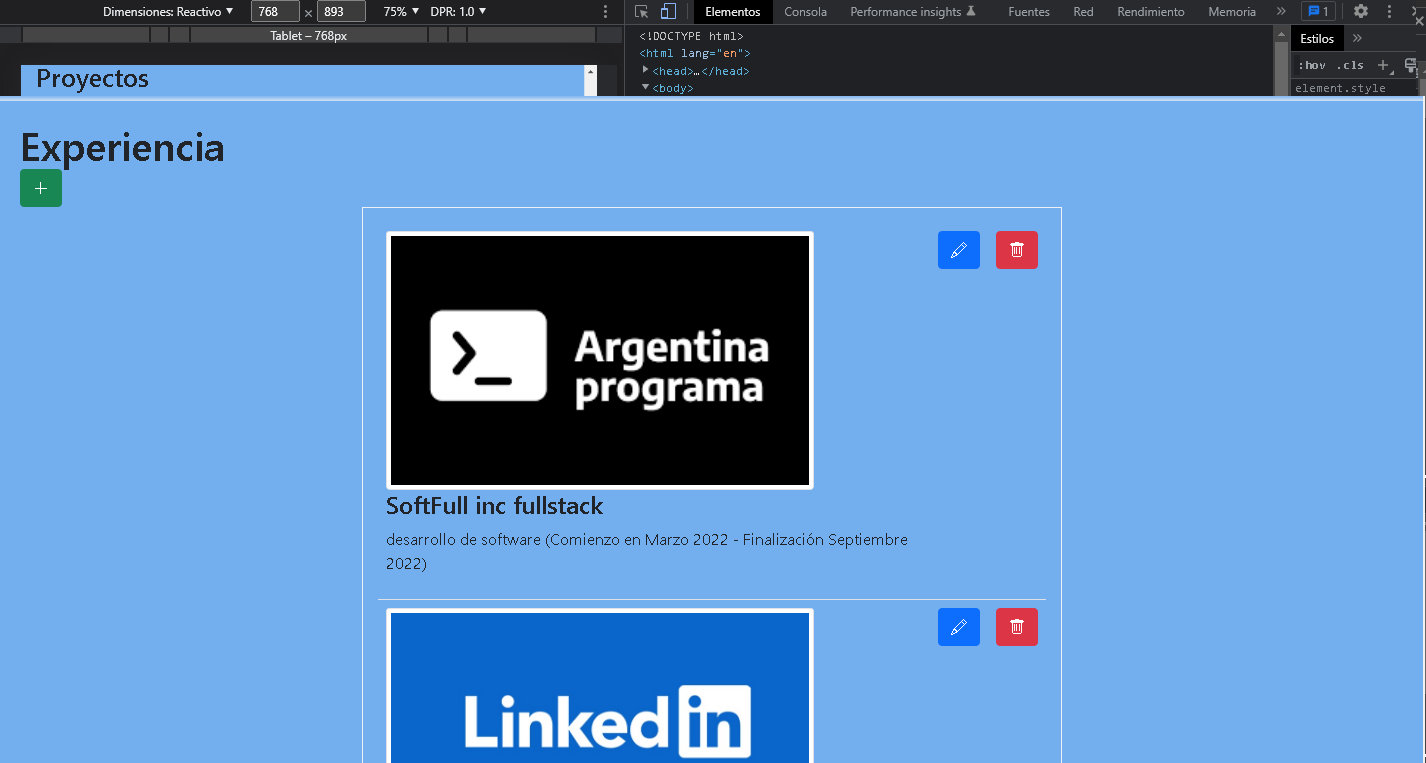 Dimensiones: Reactivo ▼ 768 × 893 75% ▼ DPR: 1.0 ▼
Elementos Consola Performance insights Fuentes Red Rendimiento Memoria » 1
Tablet – 768px
<!DOCTYPE html>
<html lang="en">
▶<head>…</head>
▼<body>
Estilos »
:hov .cls +
element.style
Proyectos
Experiencia
+
Argentina
programa
SoftFull inc fullstack
desarrollo de software (Comienzo en Marzo 2022 - Finalización Septiembre
2022)
Linked in